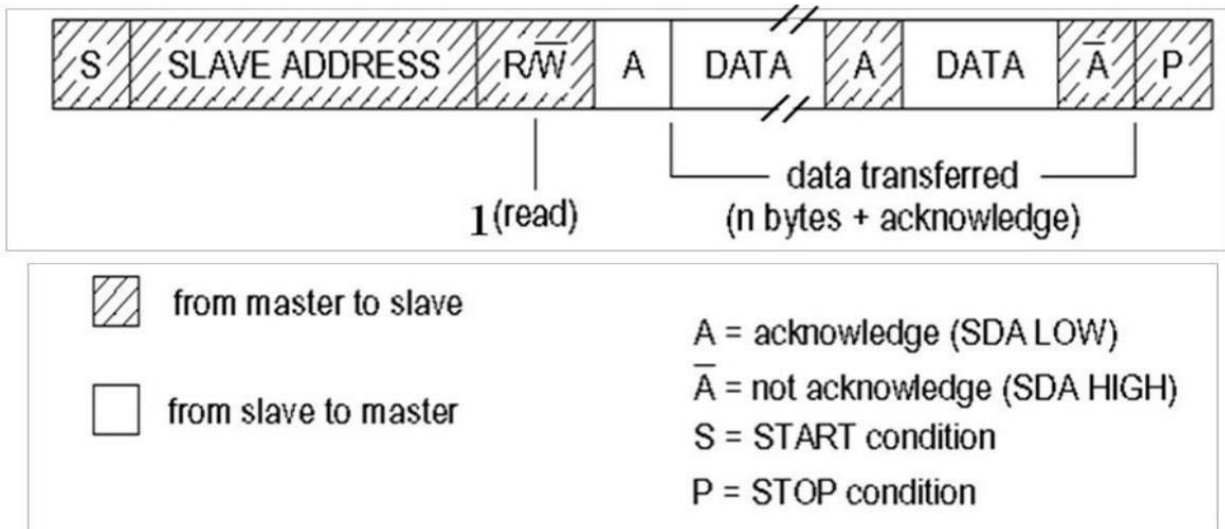 S SLAVE ADDRESS R/W̅ A DATA A DATA A̅ P
data transferred
1 (read) (n bytes + acknowledge)
from master to slave
from slave to master
A = acknowledge (SDA LOW)
A̅ = not acknowledge (SDA HIGH)
S = START condition
P = STOP condition